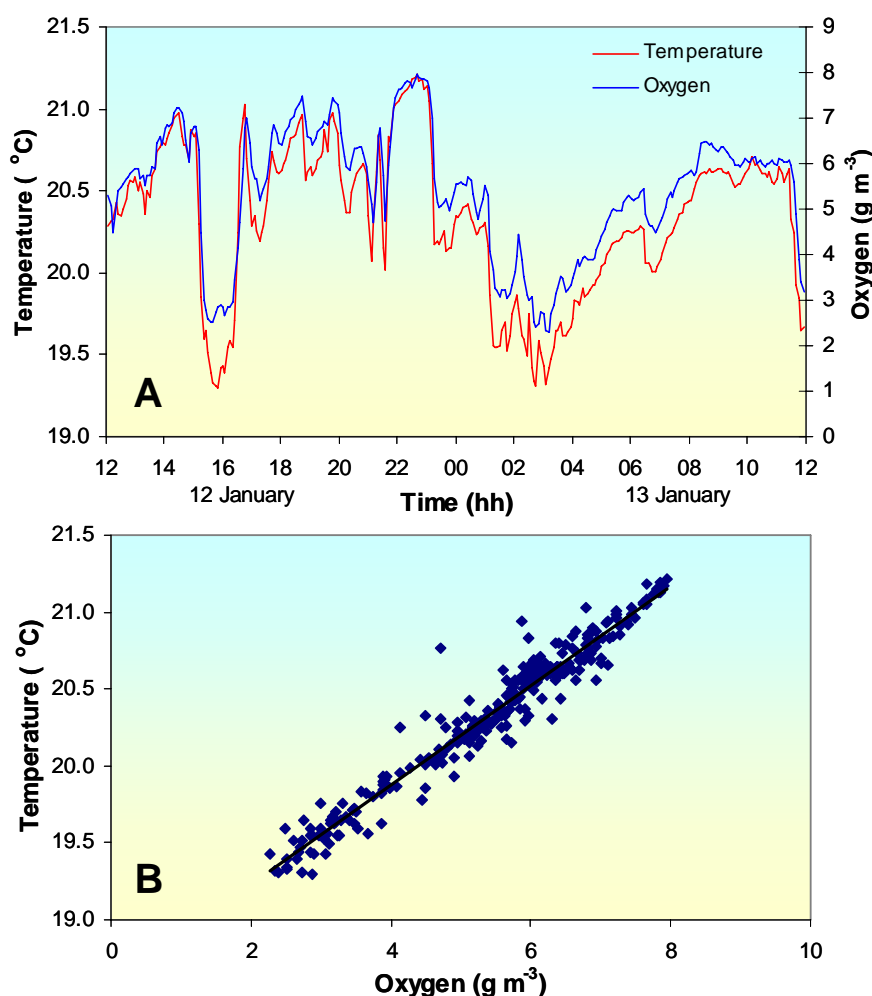 21.5
21.0
20.5
20.0
19.5
19.0
Temperature ( °C)
9
8
7
6
5
4
3
2
1
0
Oxygen (g m-3)
Temperature
Oxygen
A
12 14 16 18 20 22 00 02 04 06 08 10 12
12 January Time (hh) 13 January
21.5
21.0
20.5
20.0
19.5
19.0
Temperature ( °C)
B
0 2 4 6 8 10
Oxygen (g m-3)